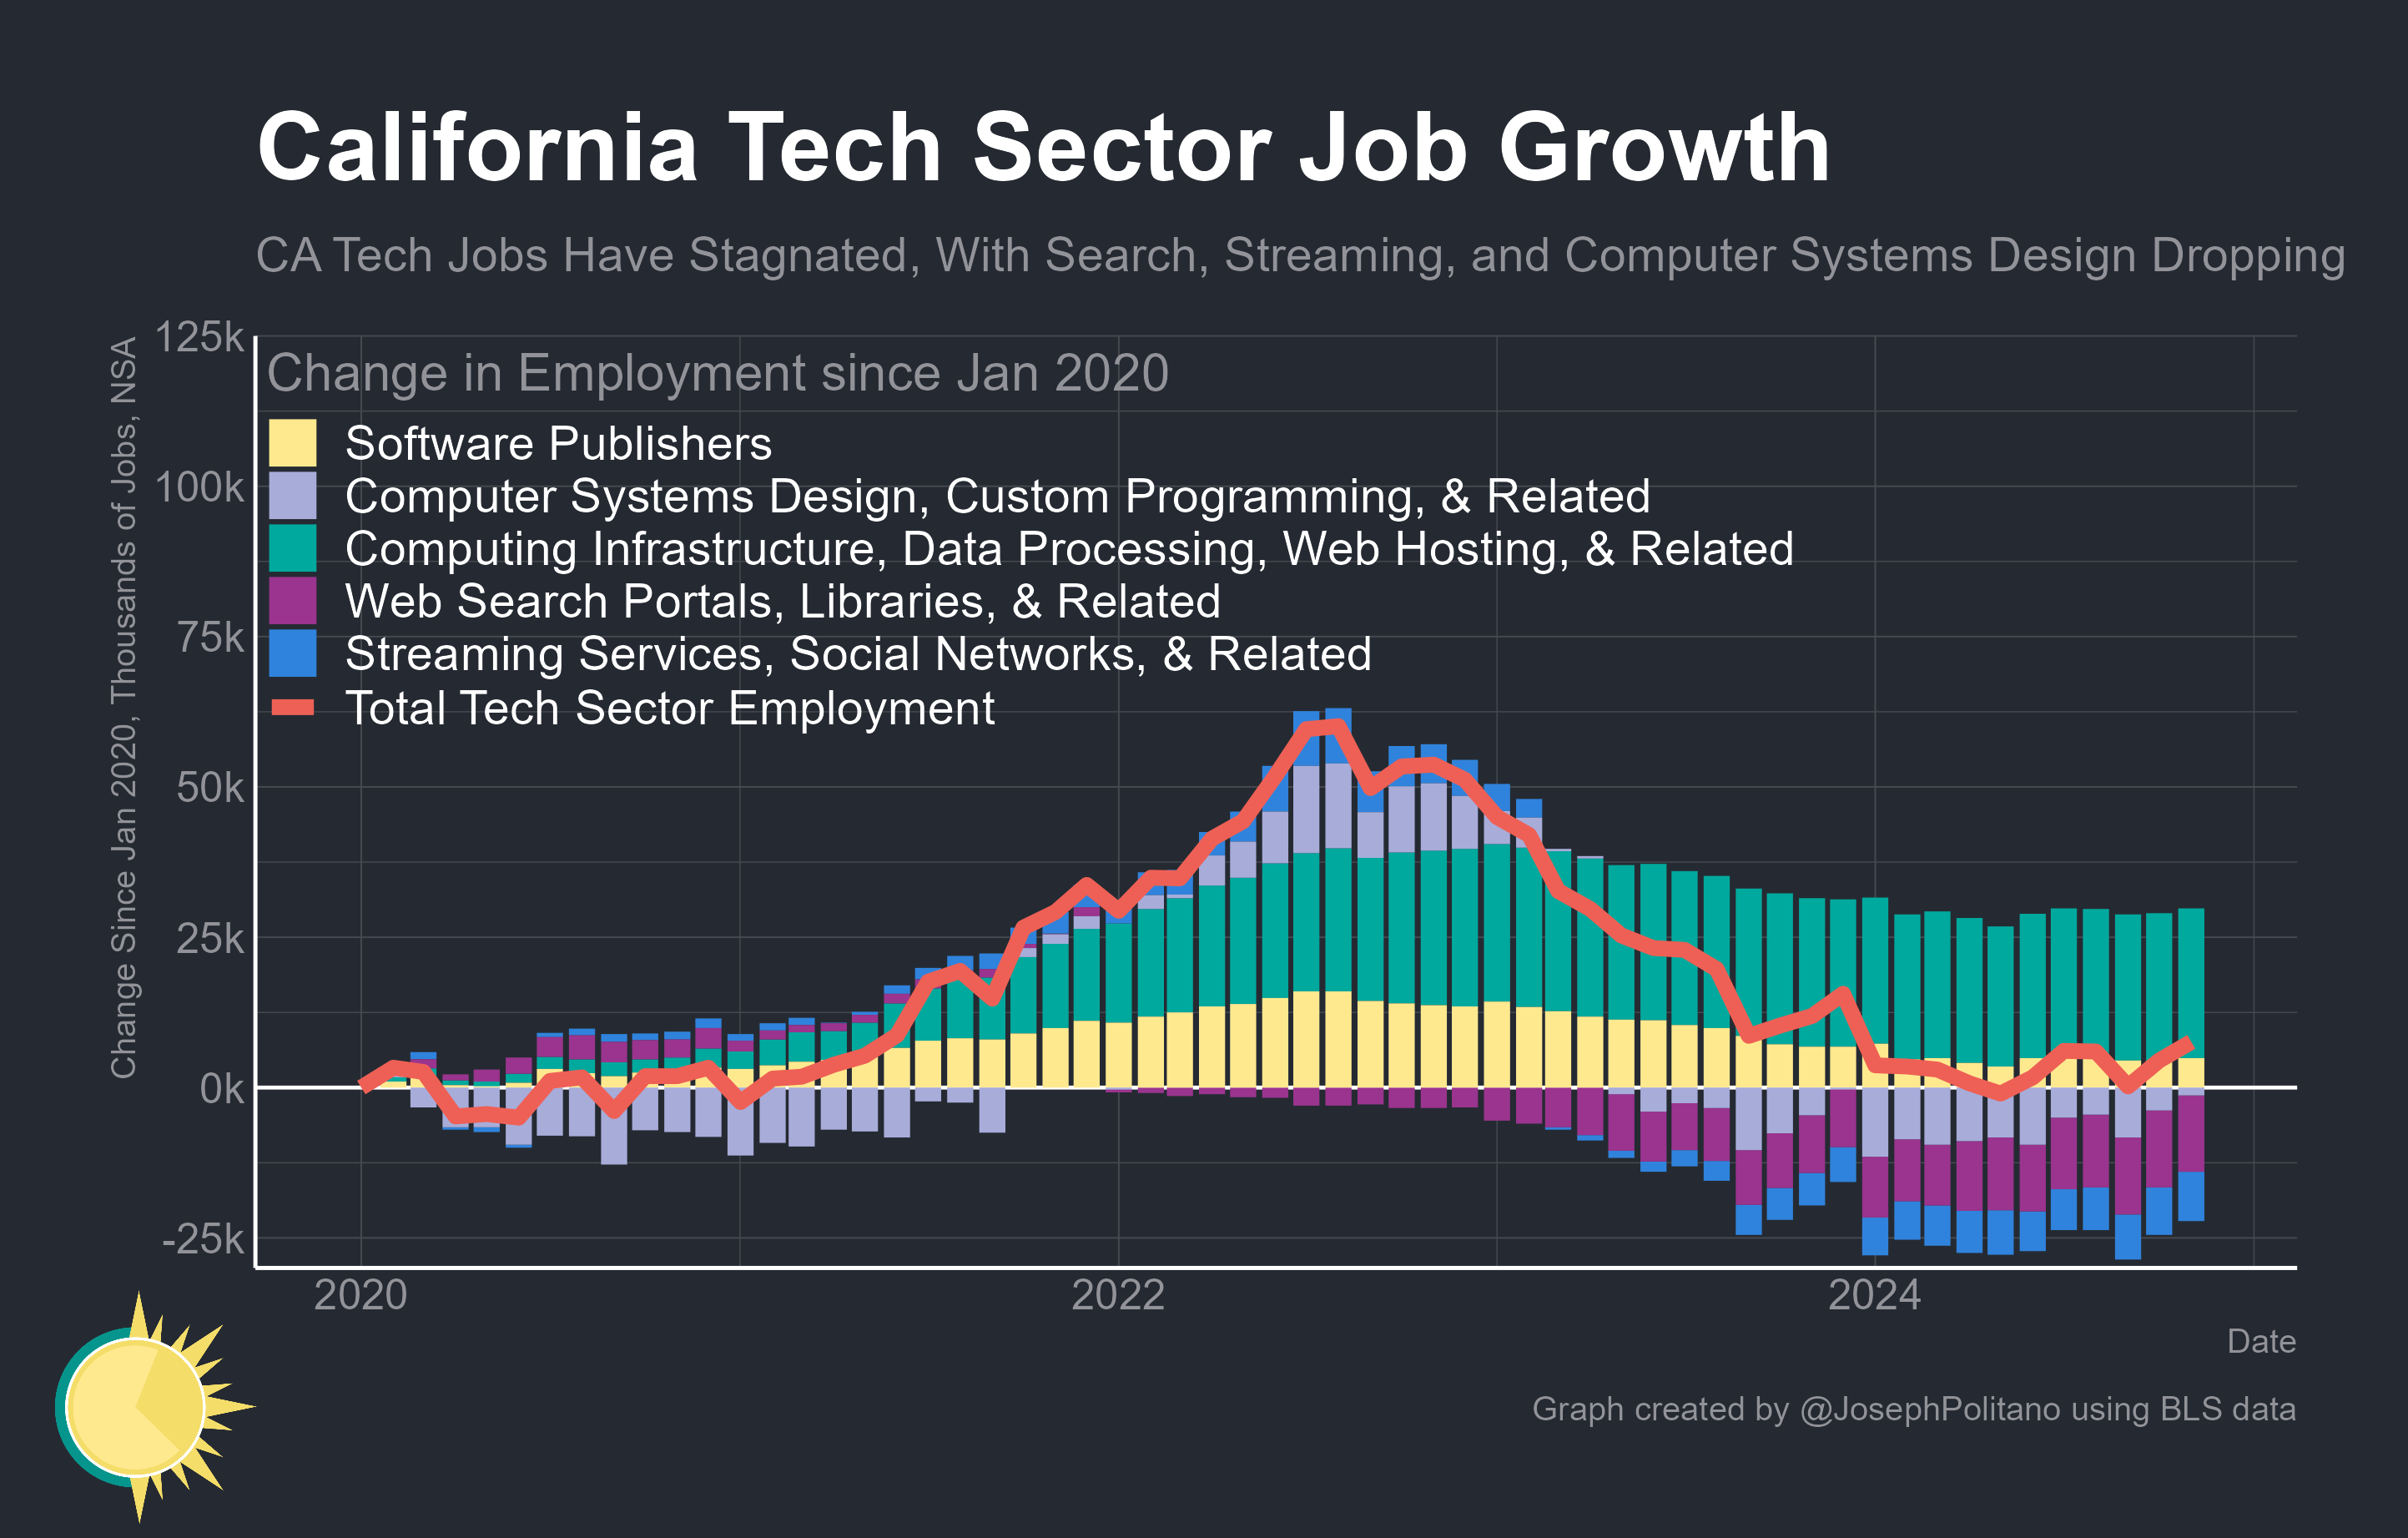 California Tech Sector Job Growth
CA Tech Jobs Have Stagnated, With Search, Streaming, and Computer Systems Design Dropping
Change Since Jan 2020, Thousands of Jobs, NSA
125k
100k
75k
50k
25k
0k
-25k
Change in Employment since Jan 2020
Software Publishers
Computer Systems Design, Custom Programming, & Related
Computing Infrastructure, Data Processing, Web Hosting, & Related
Web Search Portals, Libraries, & Related
Streaming Services, Social Networks, & Related
Total Tech Sector Employment
2020 2022 2024
Date
Graph created by @JosephPolitano using BLS data